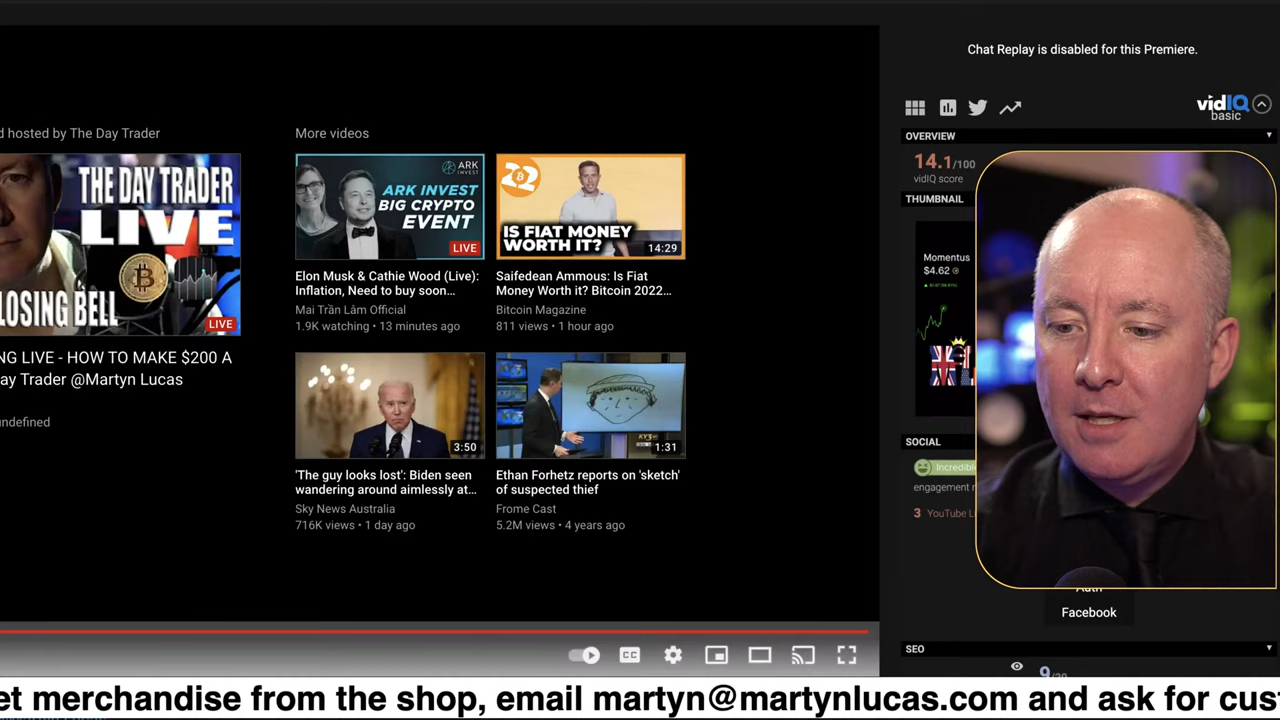 Chat Replay is disabled for this Premiere.
vidIQ
basic
OVERVIEW
14.1/100
vidIQ score
THUMBNAIL
Momentus
$4.62
SOCIAL
Incredible
engagement
3 YouTube
Facebook
SEO
d hosted by The Day Trader
THE DAY TRADER
LIVE
LOSING BELL
LIVE
NG LIVE - HOW TO MAKE $200 A
ay Trader @Martyn Lucas
undefined
More videos
ARK
INVEST
ARK INVEST
BIG CRYPTO
EVENT
LIVE
Elon Musk & Cathie Wood (Live):
Inflation, Need to buy soon…
Mai Trần Lâm Official
1.9K watching • 13 minutes ago
22
IS FIAT MONEY
WORTH IT?
14:29
Saifedean Ammous: Is Fiat
Money Worth it? Bitcoin 2022…
Bitcoin Magazine
811 views • 1 hour ago
3:50
'The guy looks lost': Biden seen
wandering around aimlessly at…
Sky News Australia
716K views • 1 day ago
KY3
1:31
Ethan Forhetz reports on 'sketch'
of suspected thief
Frome Cast
5.2M views • 4 years ago
CC
et merchandise from the shop, email martyn@martynlucas.com and ask for cus